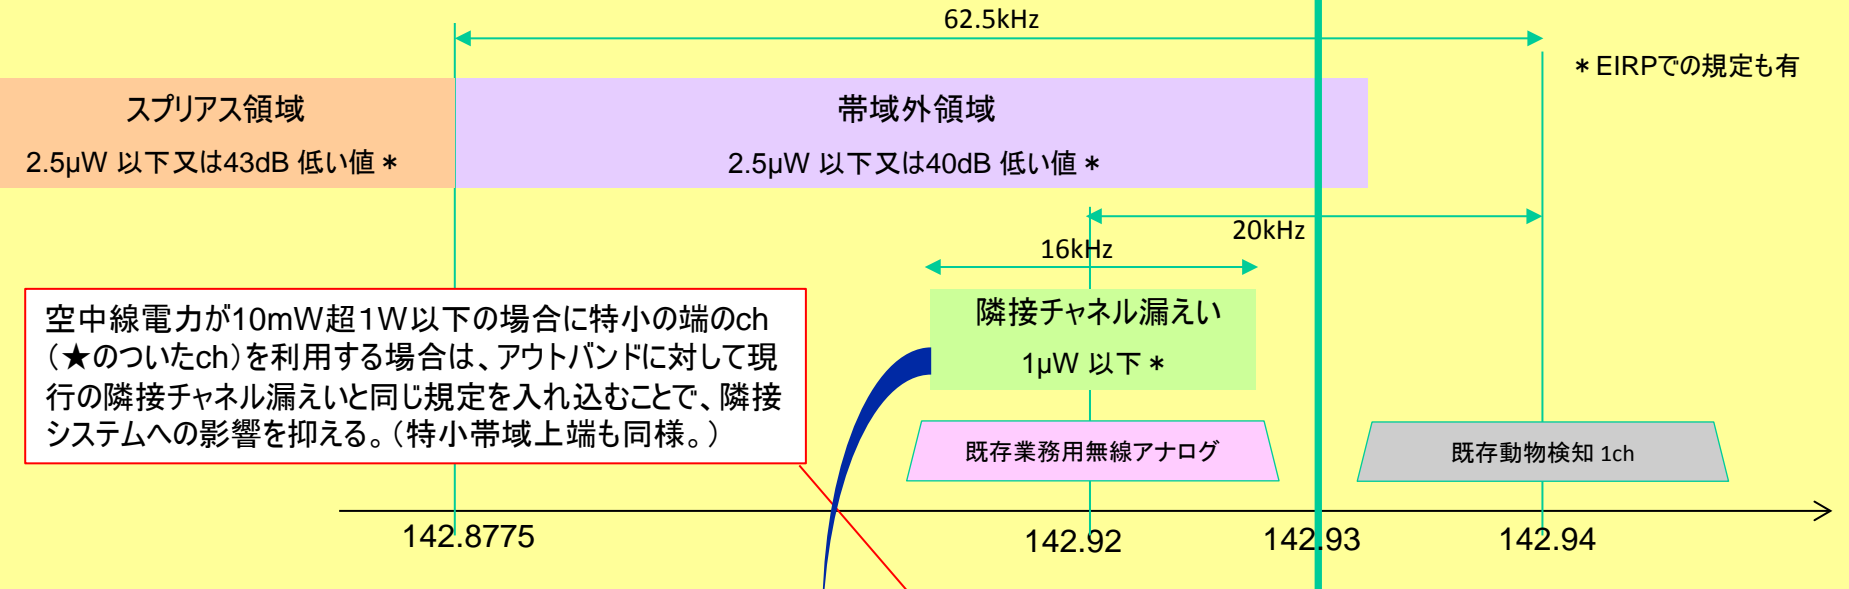 62.5kHz
＊EIRPでの規定も有
スプリアス領域
2.5μW 以下又は43dB 低い値＊
帯域外領域
2.5μW 以下又は40dB 低い値＊
20kHz
16kHz
隣接チャネル漏えい
1μW 以下＊
空中線電力が10mW超１W以下の場合に特小の端のch
（★のついたch）を利用する場合は、アウトバンドに対して現
行の隣接チャネル漏えいと同じ規定を入れ込むことで、隣接
システムへの影響を抑える。（特小帯域上端も同様。）
既存業務用無線アナログ
既存動物検知 1ch
142.8775
142.92
142.93
142.94